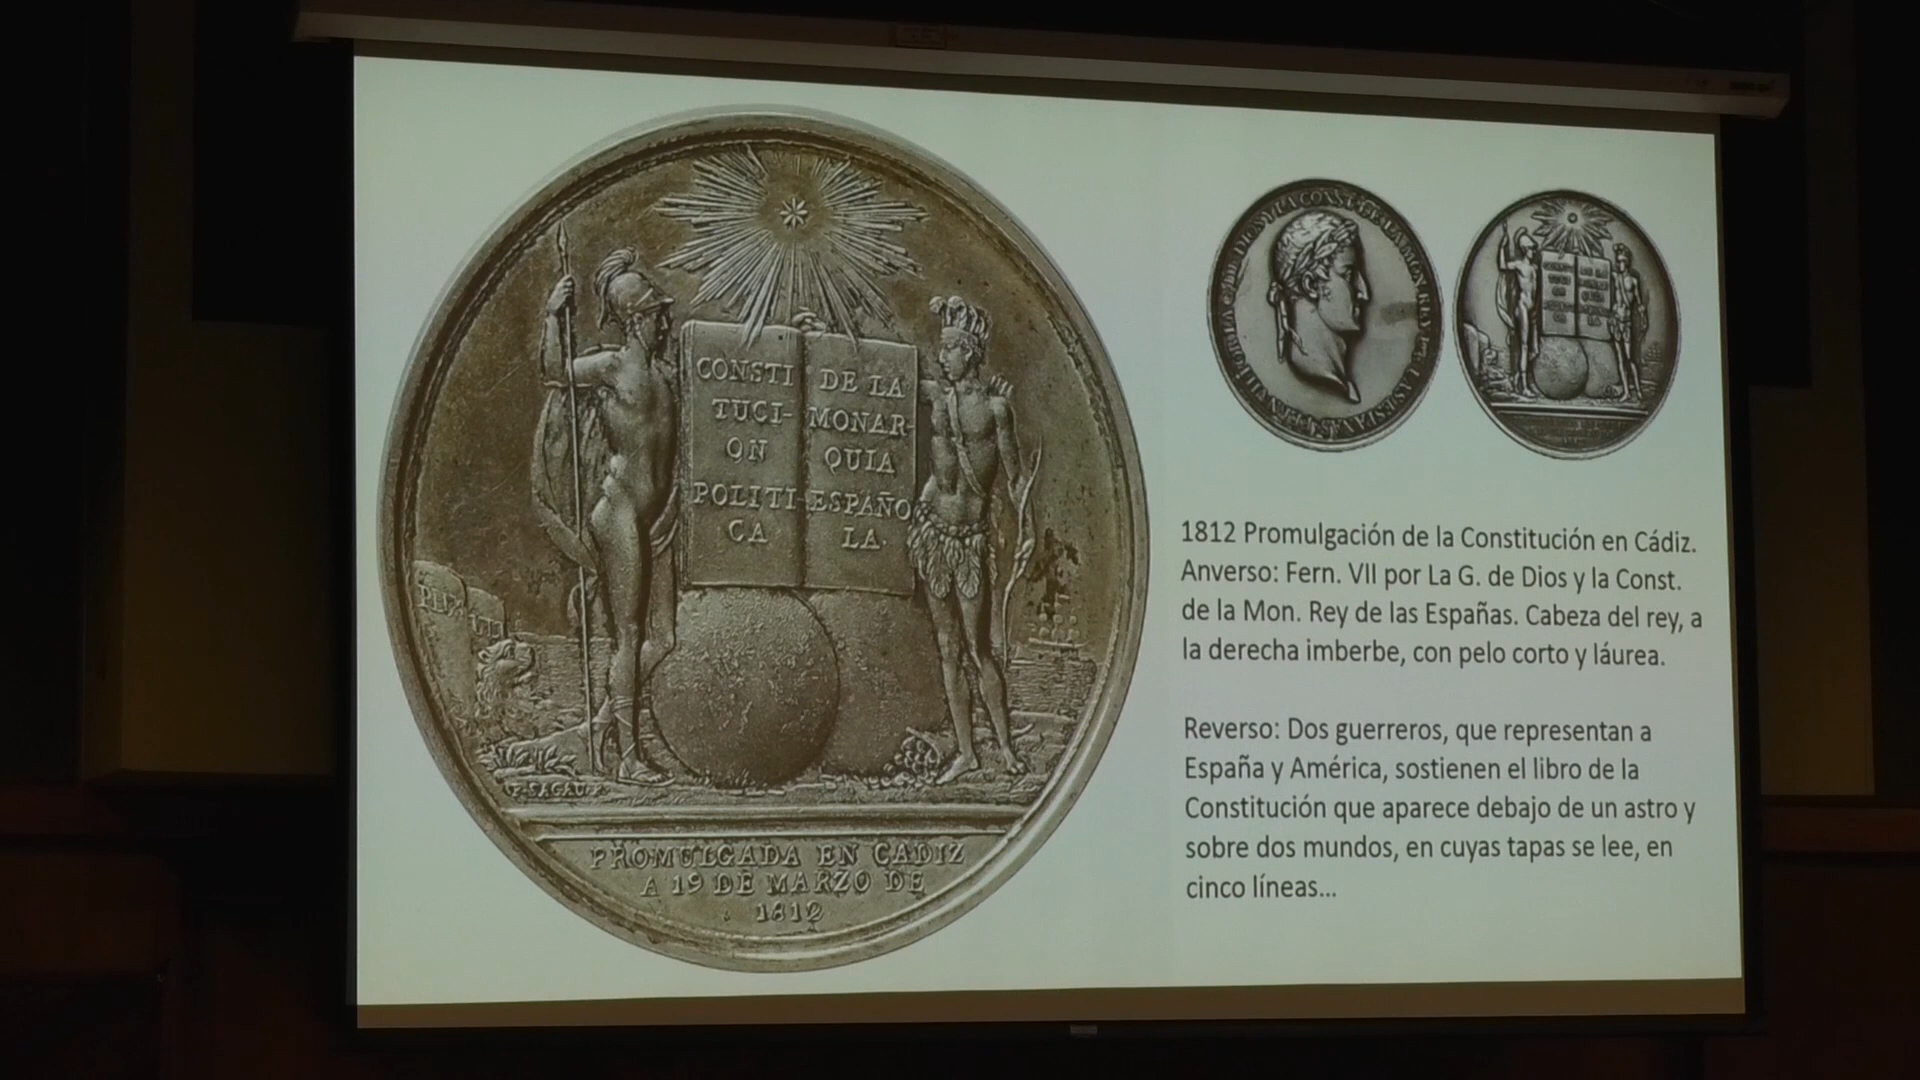 CONSTI
TUCI-
ON
POLITI
CA
DE LA
MONAR-
QUIA
ESPAÑO
LA.
PROMULGADA EN CADIZ
A 19 DE MARZO DE
1812
1812 Promulgación de la Constitución en Cádiz.
Anverso: Fern. VII por La G. de Dios y la Const.
de la Mon. Rey de las Españas. Cabeza del rey, a
la derecha imberbe, con pelo corto y láurea.
Reverso: Dos guerreros, que representan a
España y América, sostienen el libro de la
Constitución que aparece debajo de un astro y
sobre dos mundos, en cuyas tapas se lee, en
cinco líneas...